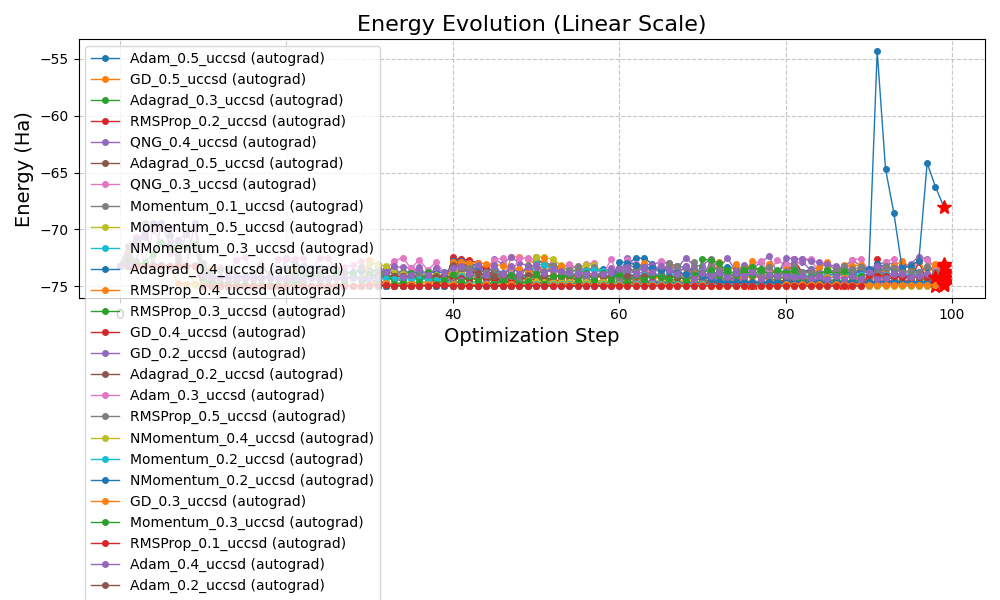 Energy Evolution (Linear Scale)
Energy (Ha)
−55
−60
−65
−70
−75
0
40
60
80
100
Optimization Step
Adam_0.5_uccsd (autograd)
GD_0.5_uccsd (autograd)
Adagrad_0.3_uccsd (autograd)
RMSProp_0.2_uccsd (autograd)
QNG_0.4_uccsd (autograd)
Adagrad_0.5_uccsd (autograd)
QNG_0.3_uccsd (autograd)
Momentum_0.1_uccsd (autograd)
Momentum_0.5_uccsd (autograd)
NMomentum_0.3_uccsd (autograd)
Adagrad_0.4_uccsd (autograd)
RMSProp_0.4_uccsd (autograd)
RMSProp_0.3_uccsd (autograd)
GD_0.4_uccsd (autograd)
GD_0.2_uccsd (autograd)
Adagrad_0.2_uccsd (autograd)
Adam_0.3_uccsd (autograd)
RMSProp_0.5_uccsd (autograd)
NMomentum_0.4_uccsd (autograd)
Momentum_0.2_uccsd (autograd)
NMomentum_0.2_uccsd (autograd)
GD_0.3_uccsd (autograd)
Momentum_0.3_uccsd (autograd)
RMSProp_0.1_uccsd (autograd)
Adam_0.4_uccsd (autograd)
Adam_0.2_uccsd (autograd)